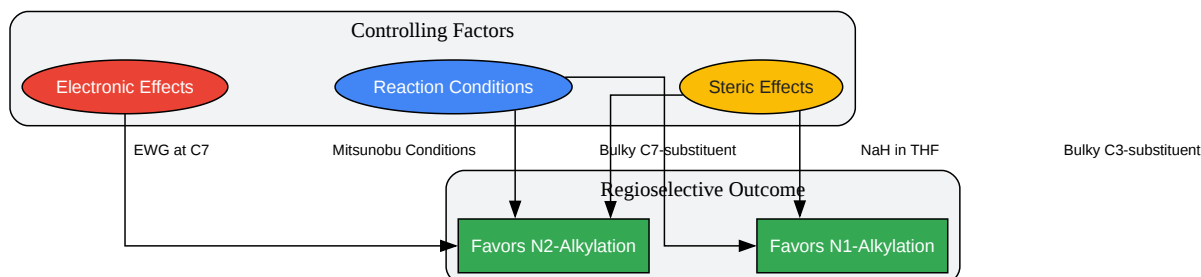 Controlling Factors
Electronic Effects
Reaction Conditions
Steric Effects
EWG at C7
Mitsunobu Conditions
Bulky C7-substituent
NaH in THF
Bulky C3-substituent
Regioselective Outcome
Favors N2-Alkylation
Favors N1-Alkylation